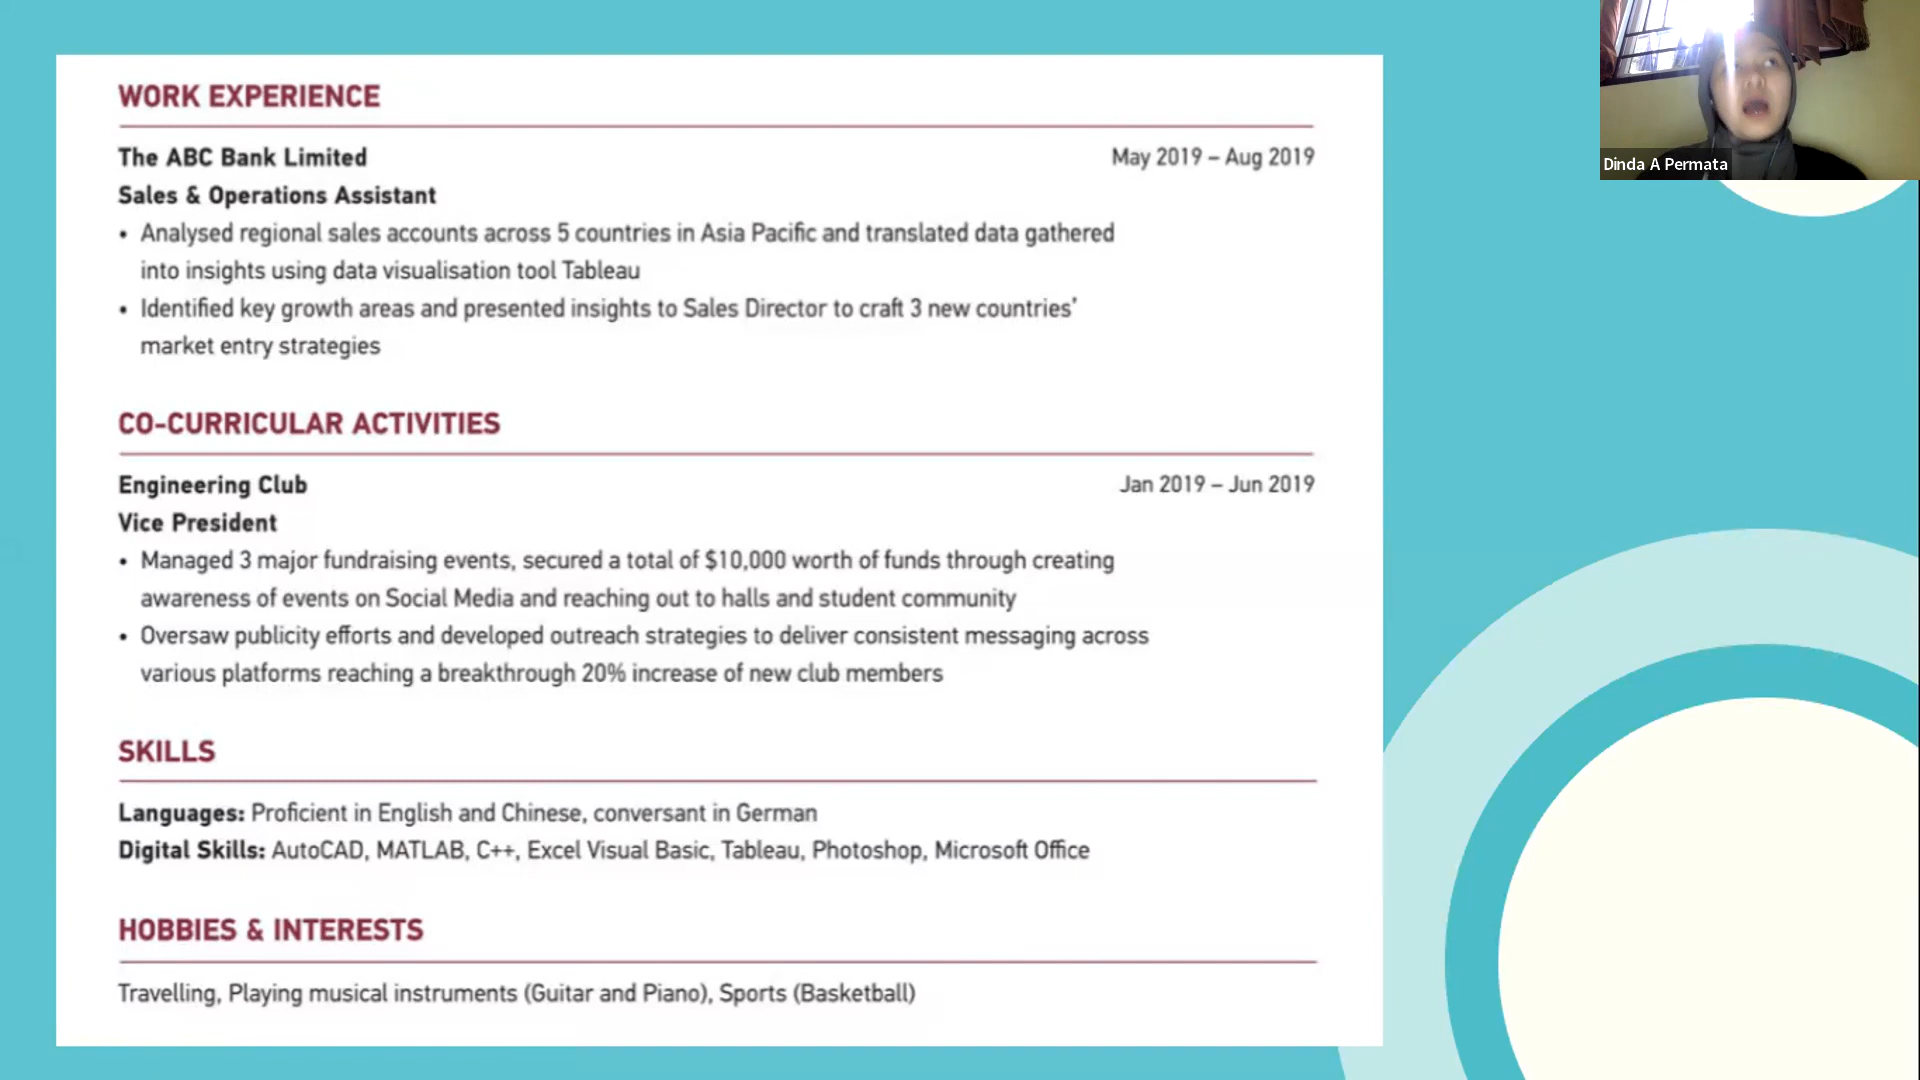 WORK EXPERIENCE
The ABC Bank Limited
May 2019 – Aug 2019
Sales & Operations Assistant
• Analysed regional sales accounts across 5 countries in Asia Pacific and translated data gathered
into insights using data visualisation tool Tableau
• Identified key growth areas and presented insights to Sales Director to craft 3 new countries'
market entry strategies
CO-CURRICULAR ACTIVITIES
Engineering Club
Jan 2019 – Jun 2019
Vice President
• Managed 3 major fundraising events, secured a total of $10,000 worth of funds through creating
awareness of events on Social Media and reaching out to halls and student community
• Oversaw publicity efforts and developed outreach strategies to deliver consistent messaging across
various platforms reaching a breakthrough 20% increase of new club members
SKILLS
Languages: Proficient in English and Chinese, conversant in German
Digital Skills: AutoCAD, MATLAB, C++, Excel Visual Basic, Tableau, Photoshop, Microsoft Office
HOBBIES & INTERESTS
Travelling, Playing musical instruments (Guitar and Piano), Sports (Basketball)
Dinda A Permata